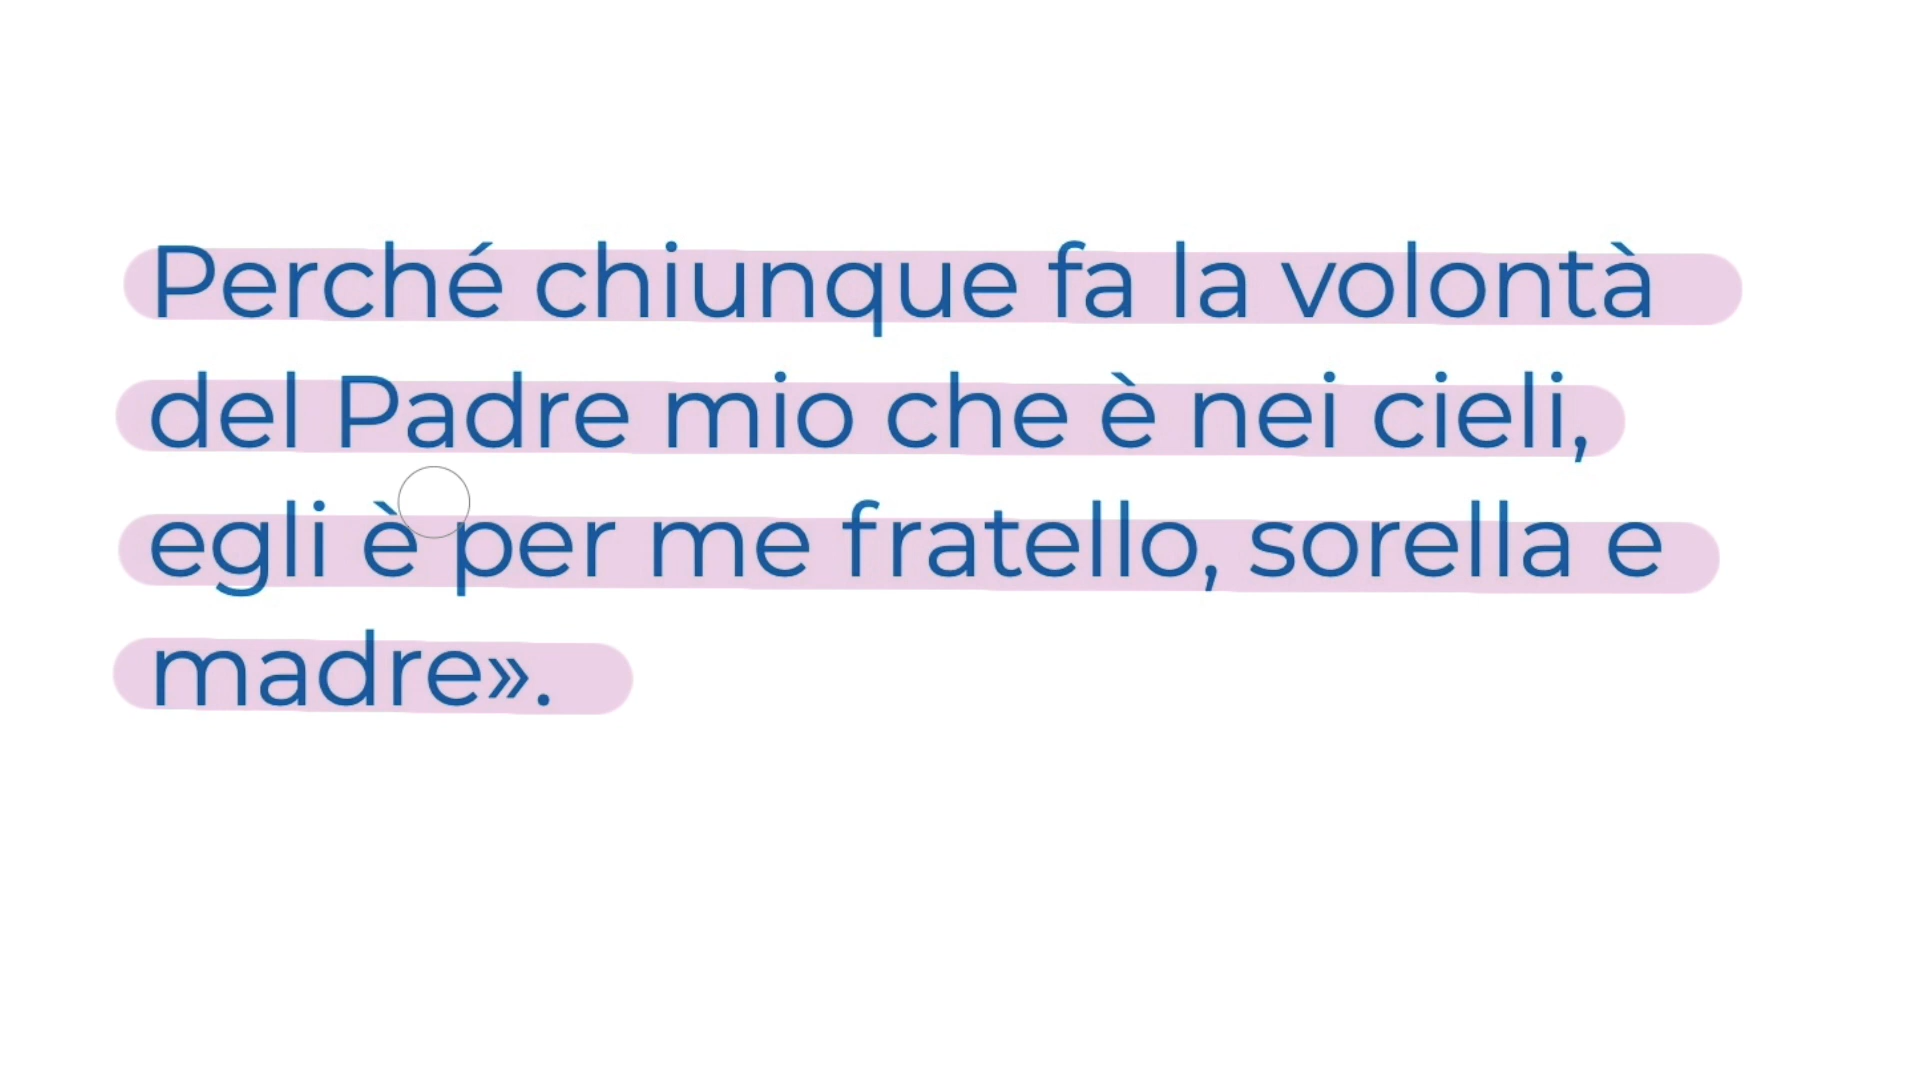 Perché chiunque fa la volontà
del Padre mio che è nei cieli,
egli è per me fratello, sorella e
madre».